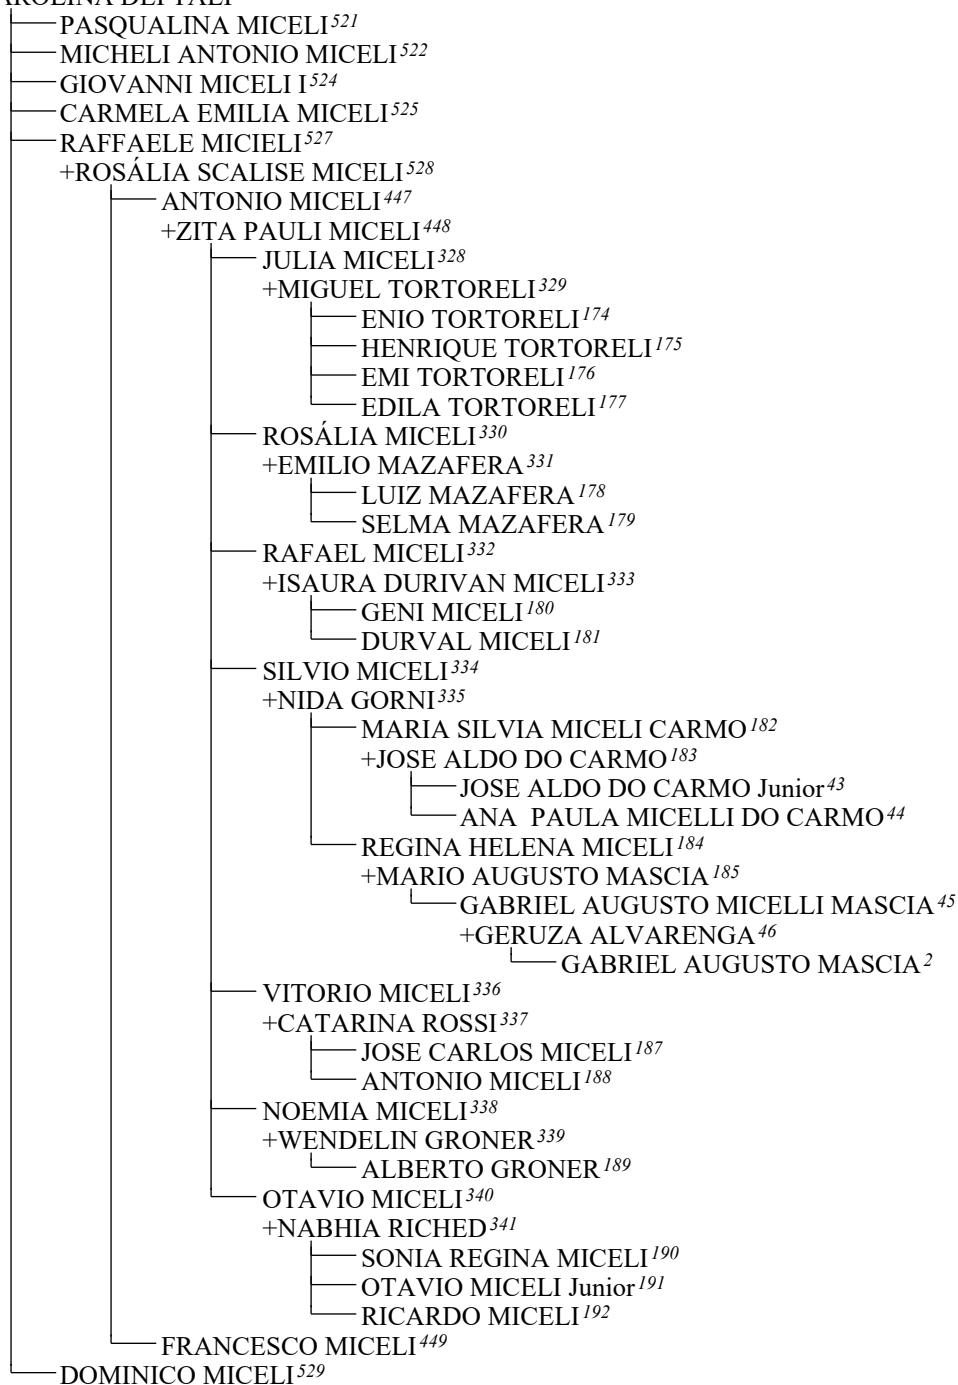 PASQUALINA MICELI521
MICHELI ANTONIO MICELI522
GIOVANNI MICELI I524
CARMELA EMILIA MICELI525
RAFFAELE MICIELI527
+ROSÁLIA SCALISE MICELI528
ANTONIO MICELI447
+ZITA PAULI MICELI448
JULIA MICELI328
+MIGUEL TORTORELI329
ENIO TORTORELI174
HENRIQUE TORTORELI175
EMI TORTORELI176
EDILA TORTORELI177
ROSÁLIA MICELI330
+EMILIO MAZAFERA331
LUIZ MAZAFERA178
SELMA MAZAFERA179
RAFAEL MICELI332
+ISAURA DURIVAN MICELI333
GENI MICELI180
DURVAL MICELI181
SILVIO MICELI334
+NIDA GORNI335
MARIA SILVIA MICELI CARMO182
+JOSE ALDO DO CARMO183
JOSE ALDO DO CARMO Junior43
ANA  PAULA MICELLI DO CARMO44
REGINA HELENA MICELI184
+MARIO AUGUSTO MASCIA185
GABRIEL AUGUSTO MICELLI MASCIA45
+GERUZA ALVARENGA46
GABRIEL AUGUSTO MASCIA2
VITORIO MICELI336
+CATARINA ROSSI337
JOSE CARLOS MICELI187
ANTONIO MICELI188
NOEMIA MICELI338
+WENDELIN GRONER339
ALBERTO GRONER189
OTAVIO MICELI340
+NABHIA RICHED341
SONIA REGINA MICELI190
OTAVIO MICELI Junior191
RICARDO MICELI192
FRANCESCO MICELI449
DOMINICO MICELI529